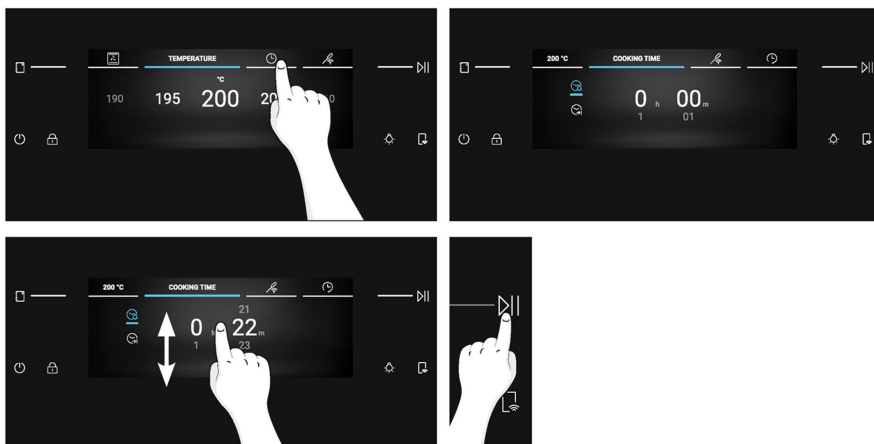 TEMPERATURE
°C
190 195 200
200 °C COOKING TIME
0 h 00 m
1 01
200 °C COOKING TIME
21
0 22 m
1 23